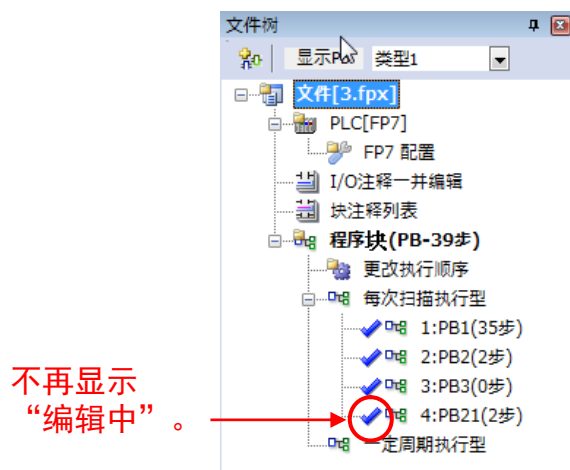 文件树
显示PoU 类型1
文件[3.fpx]
PLC[FP7]
FP7 配置
I/O注释一并编辑
块注释列表
程序块(PB-39步)
更改执行顺序
每次扫描执行型
1:PB1(35步)
2:PB2(2步)
3:PB3(0步)
4:PB21(2步)
一定周期执行型
不再显示
“编辑中”。